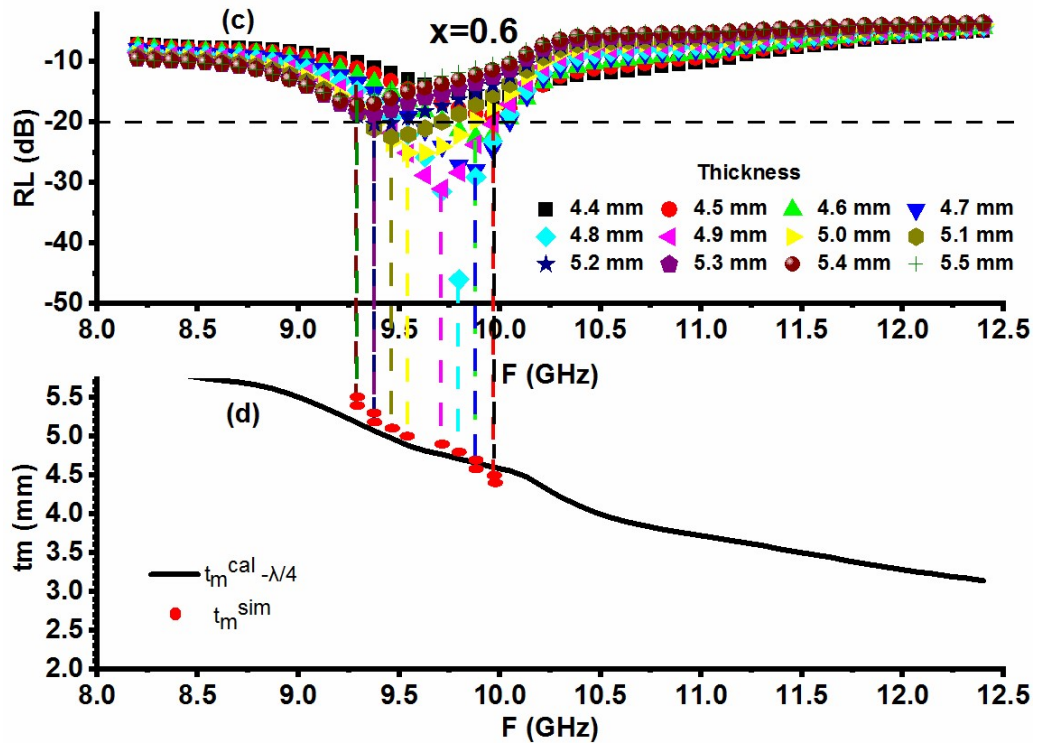 (c)
x=0.6
-10
-20
-30
-40
-50
RL (dB)
Thickness
4.4 mm 4.5 mm 4.6 mm 4.7 mm
4.8 mm 4.9 mm 5.0 mm 5.1 mm
5.2 mm 5.3 mm 5.4 mm 5.5 mm
8.0 8.5 9.0 9.5 10.0 10.5 11.0 11.5 12.0 12.5
F (GHz)
(d)
5.5
5.0
4.5
4.0
3.5
3.0
2.5
2.0
tm (mm)
tm^cal -λ/4
tm^sim
8.0 8.5 9.0 9.5 10.0 10.5 11.0 11.5 12.0 12.5
F (GHz)